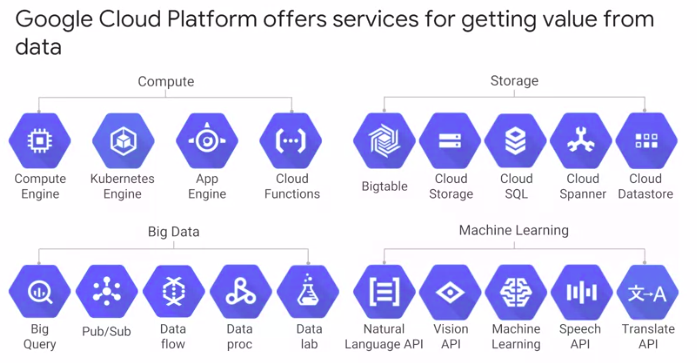 Google Cloud Platform offers services for getting value from
data
Compute
Storage
Compute
Engine
Kubernetes
Engine
App
Engine
Cloud
Functions
Bigtable
Cloud
Storage
Cloud
SQL
Cloud
Spanner
Cloud
Datastore
Big Data
Machine Learning
Big
Query
Pub/Sub
Data
flow
Data
proc
Data
lab
Natural
Language API
Vision
API
Machine
Learning
Speech
API
文→A
Translate
API